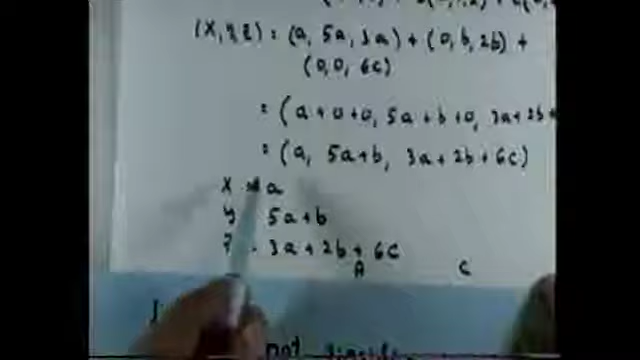 (X,Y,Z) = (a, 5a, 3a) + (0, b, 2b) +
(0,0, 6c)
= (a+0+0, 5a+b+0, 3a+2b+
= (a, 5a+b, 3a+2b+6c)
X = a
y = 5a+b
z = 3a+2b+6c
A C
not